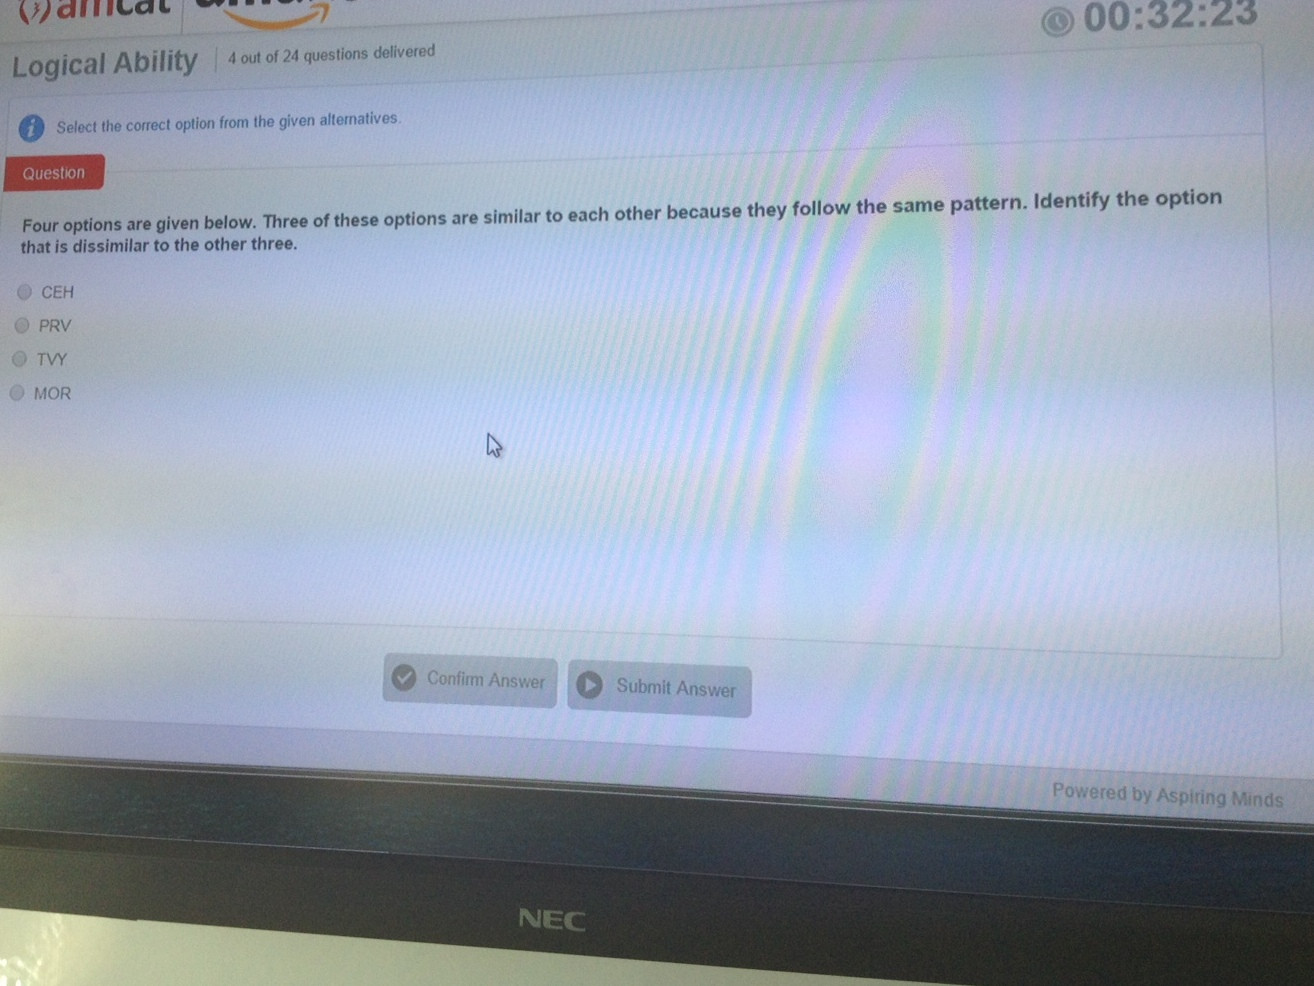 amcat
00:32:23
Logical Ability
4 out of 24 questions delivered
Select the correct option from the given alternatives.
Question
Four options are given below. Three of these options are similar to each other because they follow the same pattern. Identify the option
that is dissimilar to the other three.
CEH
PRV
TVY
MOR
Confirm Answer
Submit Answer
Powered by Aspiring Minds
NEC